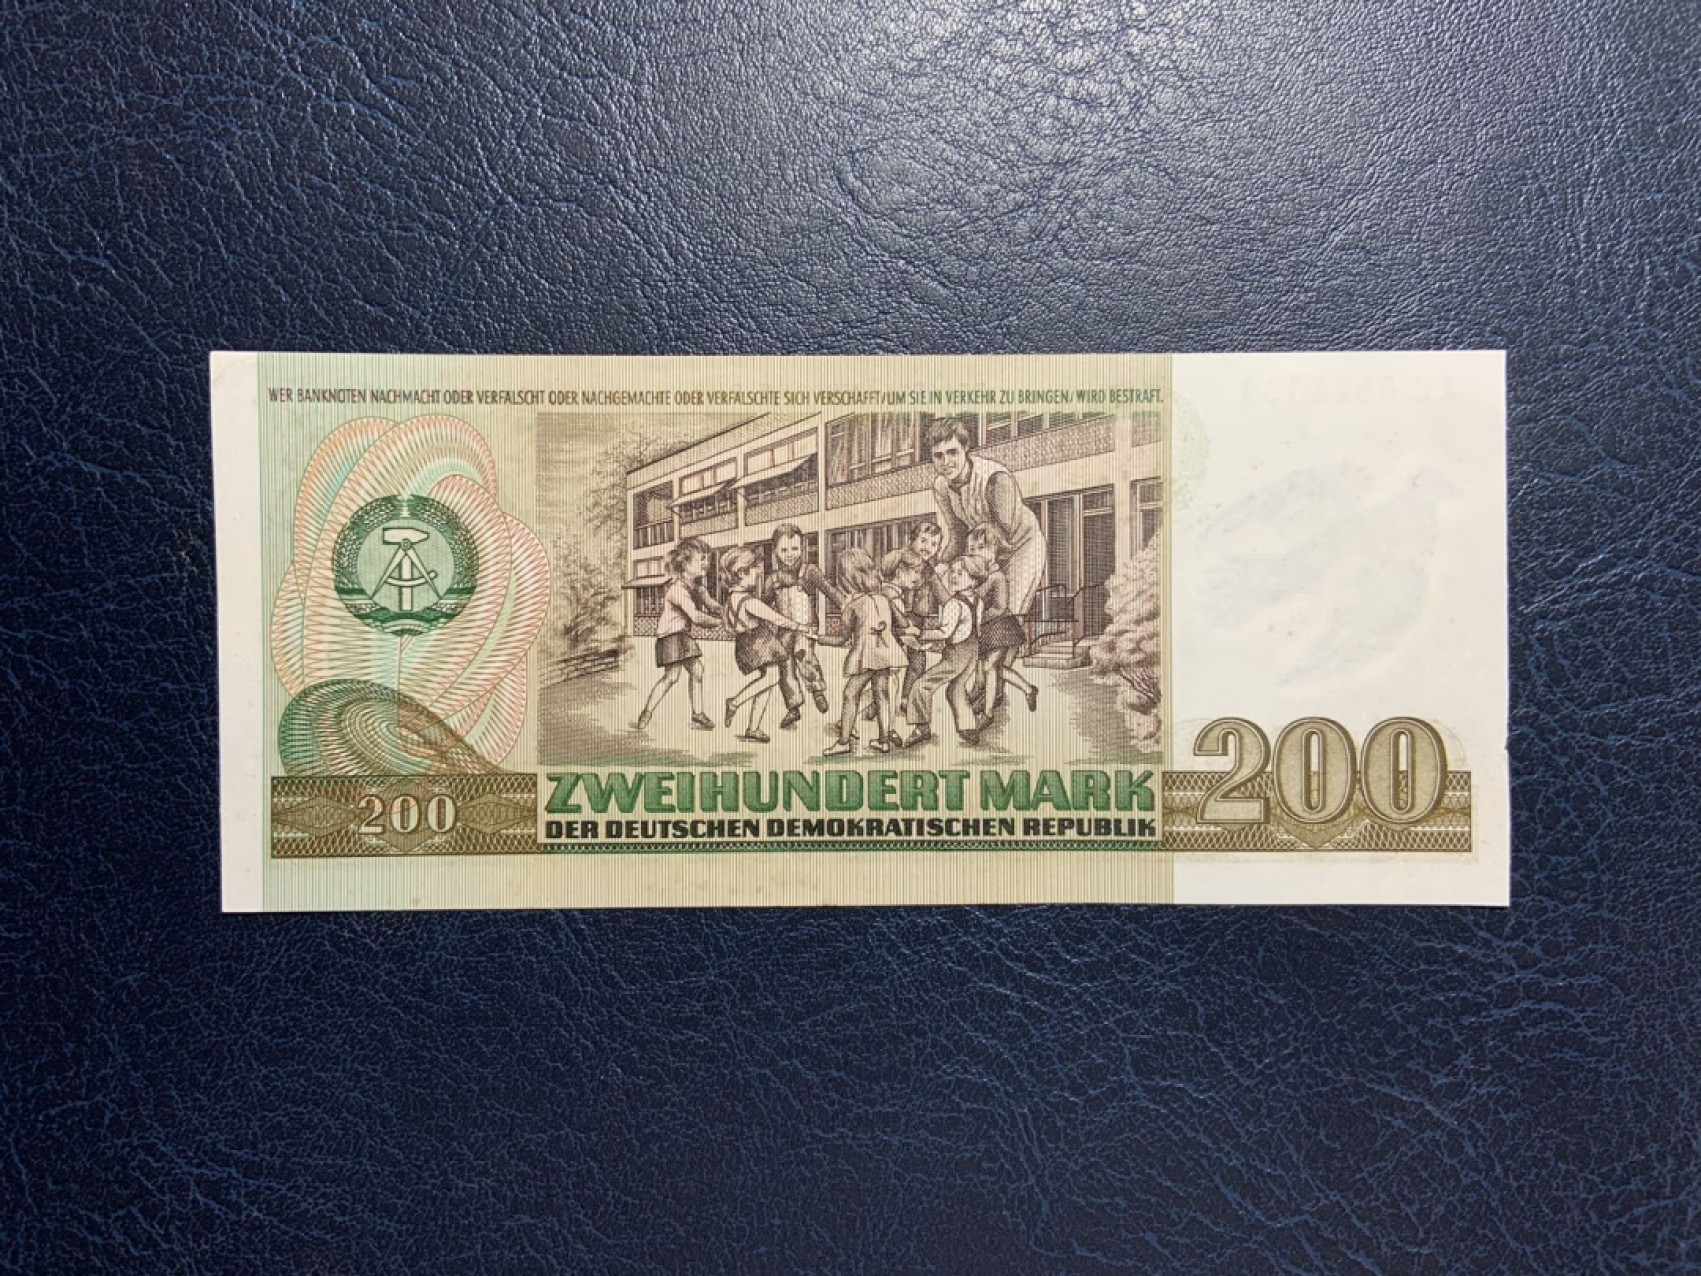 WER BANKNOTEN NACHMACHT ODER VERFÄLSCHT ODER NACHGEMACHTE ODER VERFÄLSCHTE SICH VERSCHAFFT/UM SIE IN VERKEHR ZU BRINGEN/WIRD BESTRAFT.
200
ZWEIHUNDERT MARK
DER DEUTSCHEN DEMOKRATISCHEN REPUBLIK
200